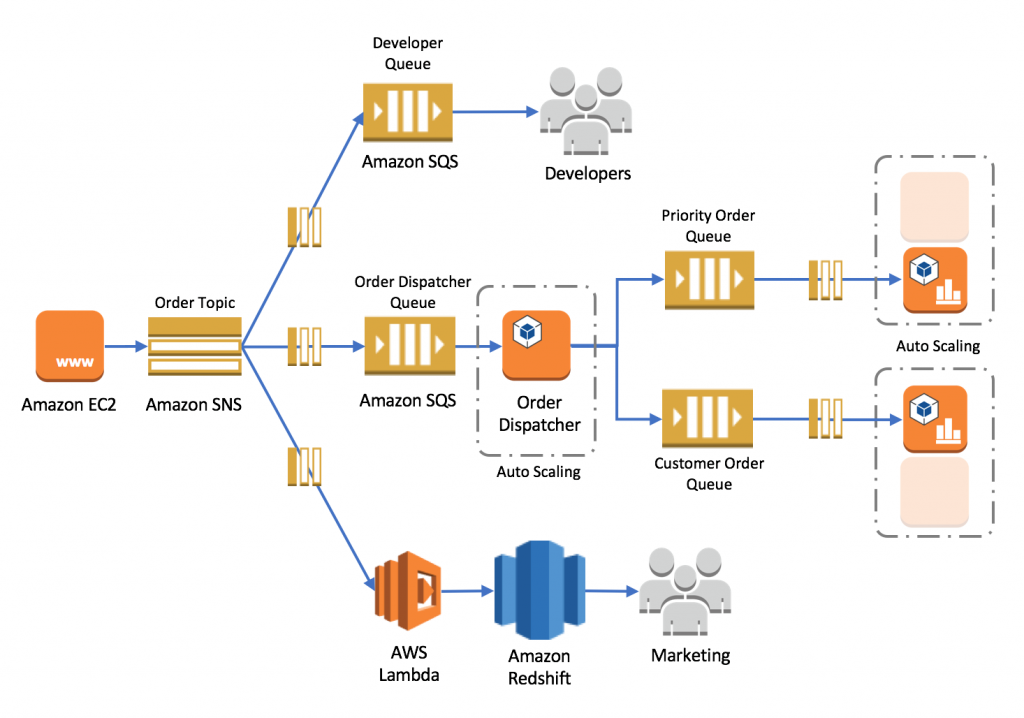 Developer
Queue
Amazon SQS
Developers
Priority Order
Queue
Order Topic
Order Dispatcher
Queue
www
Amazon EC2
Amazon SNS
Amazon SQS
Order
Dispatcher
Auto Scaling
Auto Scaling
Customer Order
Queue
AWS
Lambda
Amazon
Redshift
Marketing